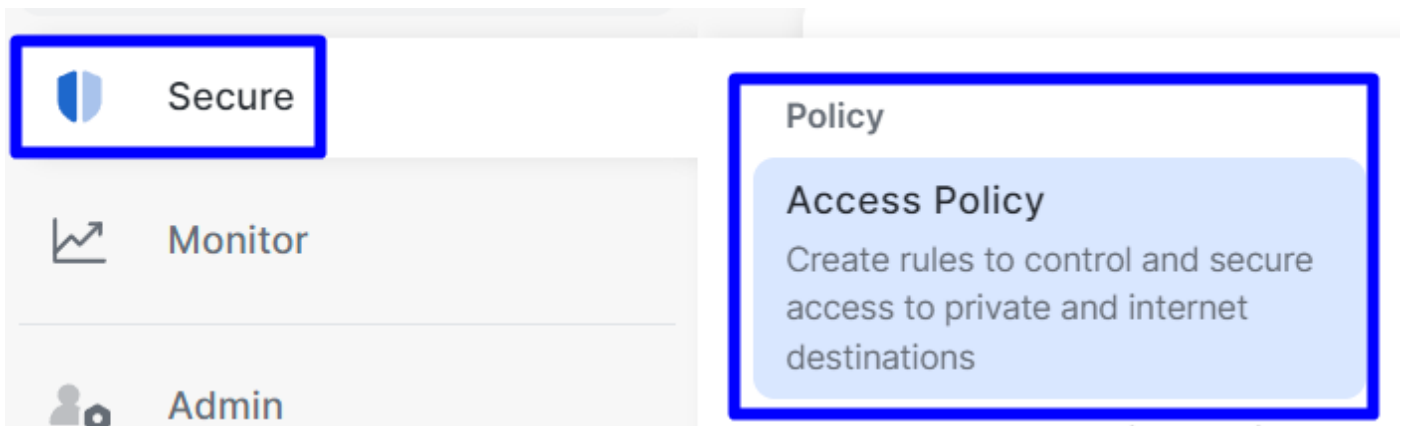 Secure
Monitor
Admin
Policy
Access Policy
Create rules to control and secure
access to private and internet
destinations